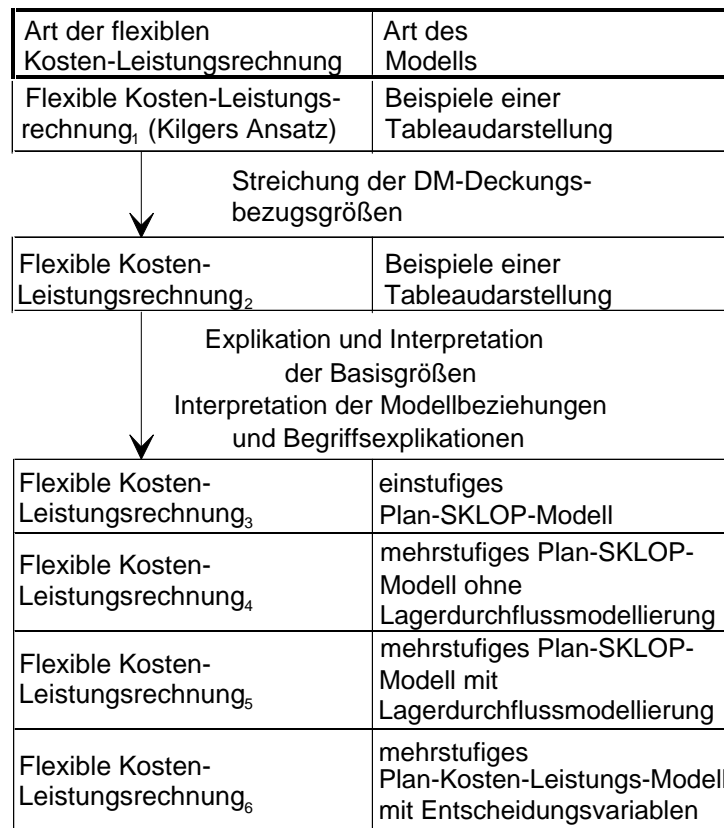 Art der flexiblen
Kosten-Leistungsrechnung
Art des
Modells
Flexible Kosten-Leistungs-
rechnung₁ (Kilgers Ansatz)
Beispiele einer
Tableaudarstellung
Streichung der DM-Deckungs-
bezugsgrößen
Flexible Kosten-
Leistungsrechnung₂
Beispiele einer
Tableaudarstellung
Explikation und Interpretation
der Basisgrößen
Interpretation der Modellbeziehungen
und Begriffsexplikationen
Flexible Kosten-
Leistungsrechnung₃
einstufiges
Plan-SKLOP-Modell
Flexible Kosten-
Leistungsrechnung₄
mehrstufiges Plan-SKLOP-
Modell ohne
Lagerdurchflussmodellierung
Flexible Kosten-
Leistungsrechnung₅
mehrstufiges Plan-SKLOP-
Modell mit
Lagerdurchflussmodellierung
Flexible Kosten-
Leistungsrechnung₆
mehrstufiges
Plan-Kosten-Leistungs-Modell
mit Entscheidungsvariablen